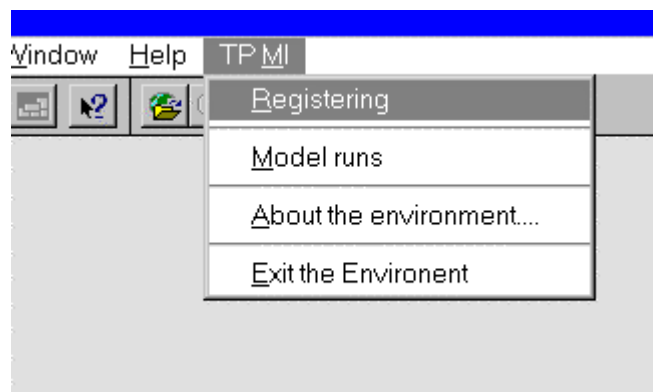 Window Help TP MI
Registering
Model runs
About the environment....
Exit the Environent